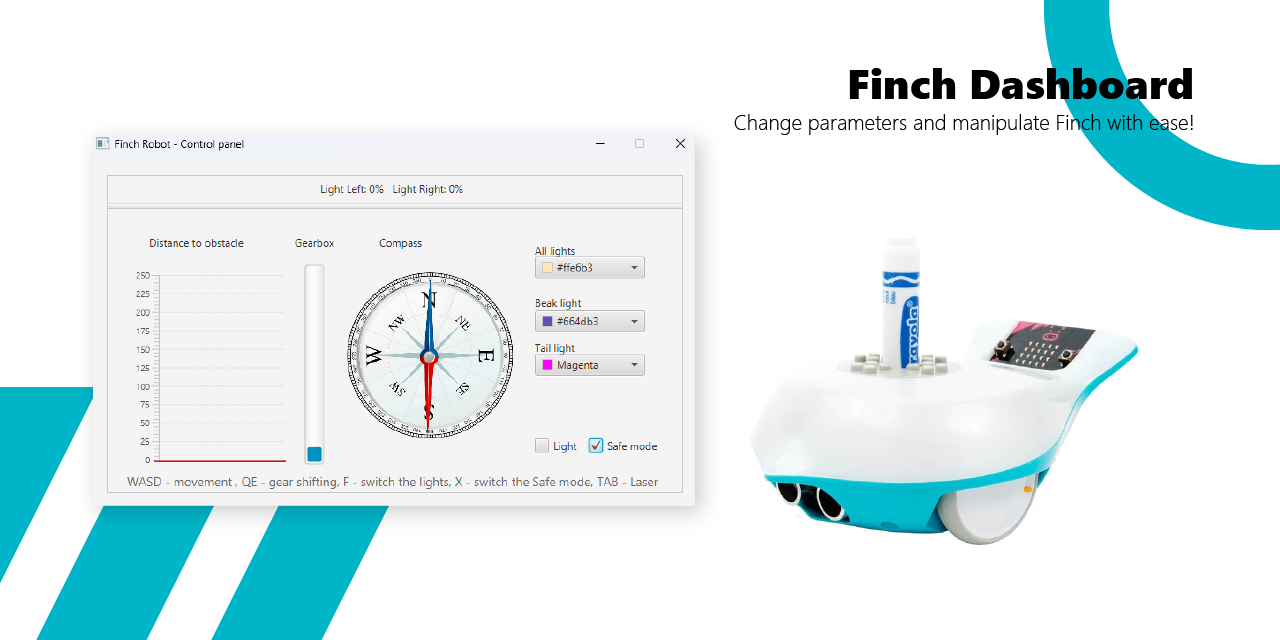 Finch Dashboard
Change parameters and manipulate Finch with ease!
Finch Robot - Control panel
Light Left: 0% Light Right: 0%
Distance to obstacle
Gearbox
Compass
250
225
200
175
150
125
100
75
50
25
0
N
NE
E
SE
S
SW
W
NW
All lights
#ffe6b3
Beak light
#664db3
Tail light
Magenta
Light
Safe mode
WASD - movement , QE - gear shifting, F - switch the lights, X - switch the Safe mode, TAB - Laser
rayola